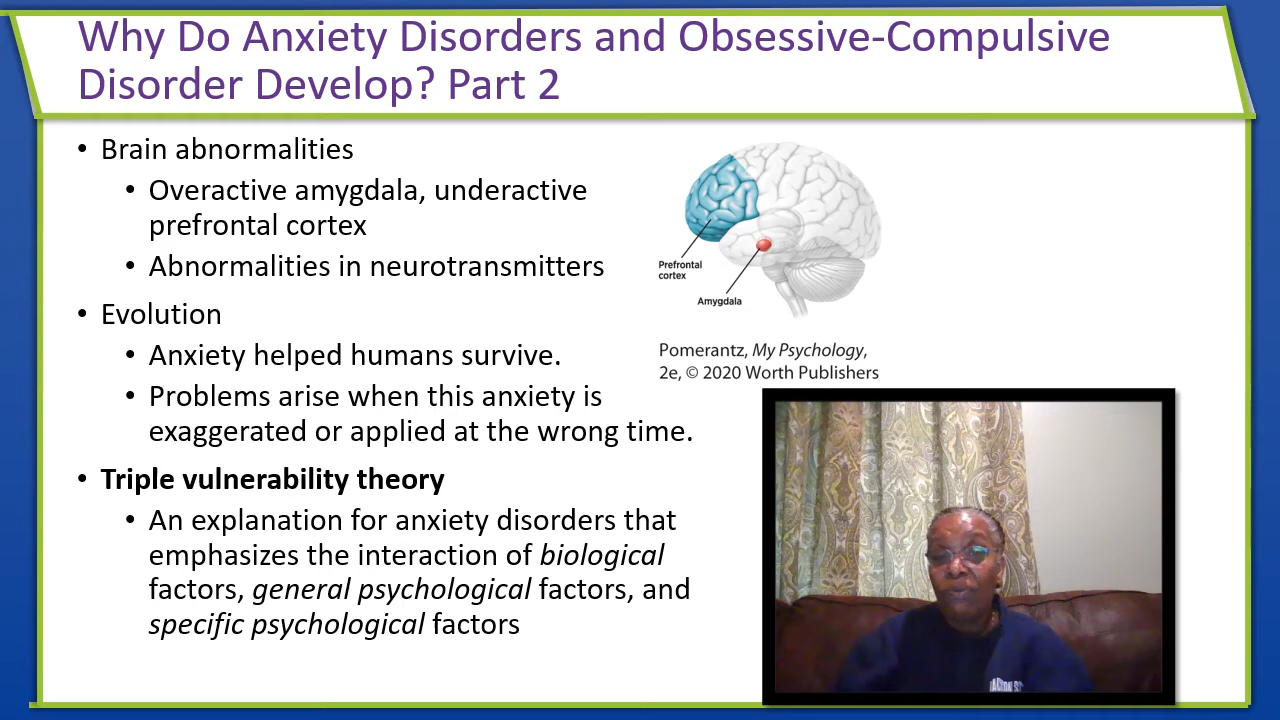 Why Do Anxiety Disorders and Obsessive-Compulsive
Disorder Develop? Part 2
• Brain abnormalities
• Overactive amygdala, underactive
prefrontal cortex
• Abnormalities in neurotransmitters
• Evolution
• Anxiety helped humans survive.
• Problems arise when this anxiety is
exaggerated or applied at the wrong time.
• Triple vulnerability theory
• An explanation for anxiety disorders that
emphasizes the interaction of biological
factors, general psychological factors, and
specific psychological factors
Prefrontal
cortex
Amygdala
Pomerantz, My Psychology,
2e, © 2020 Worth Publishers